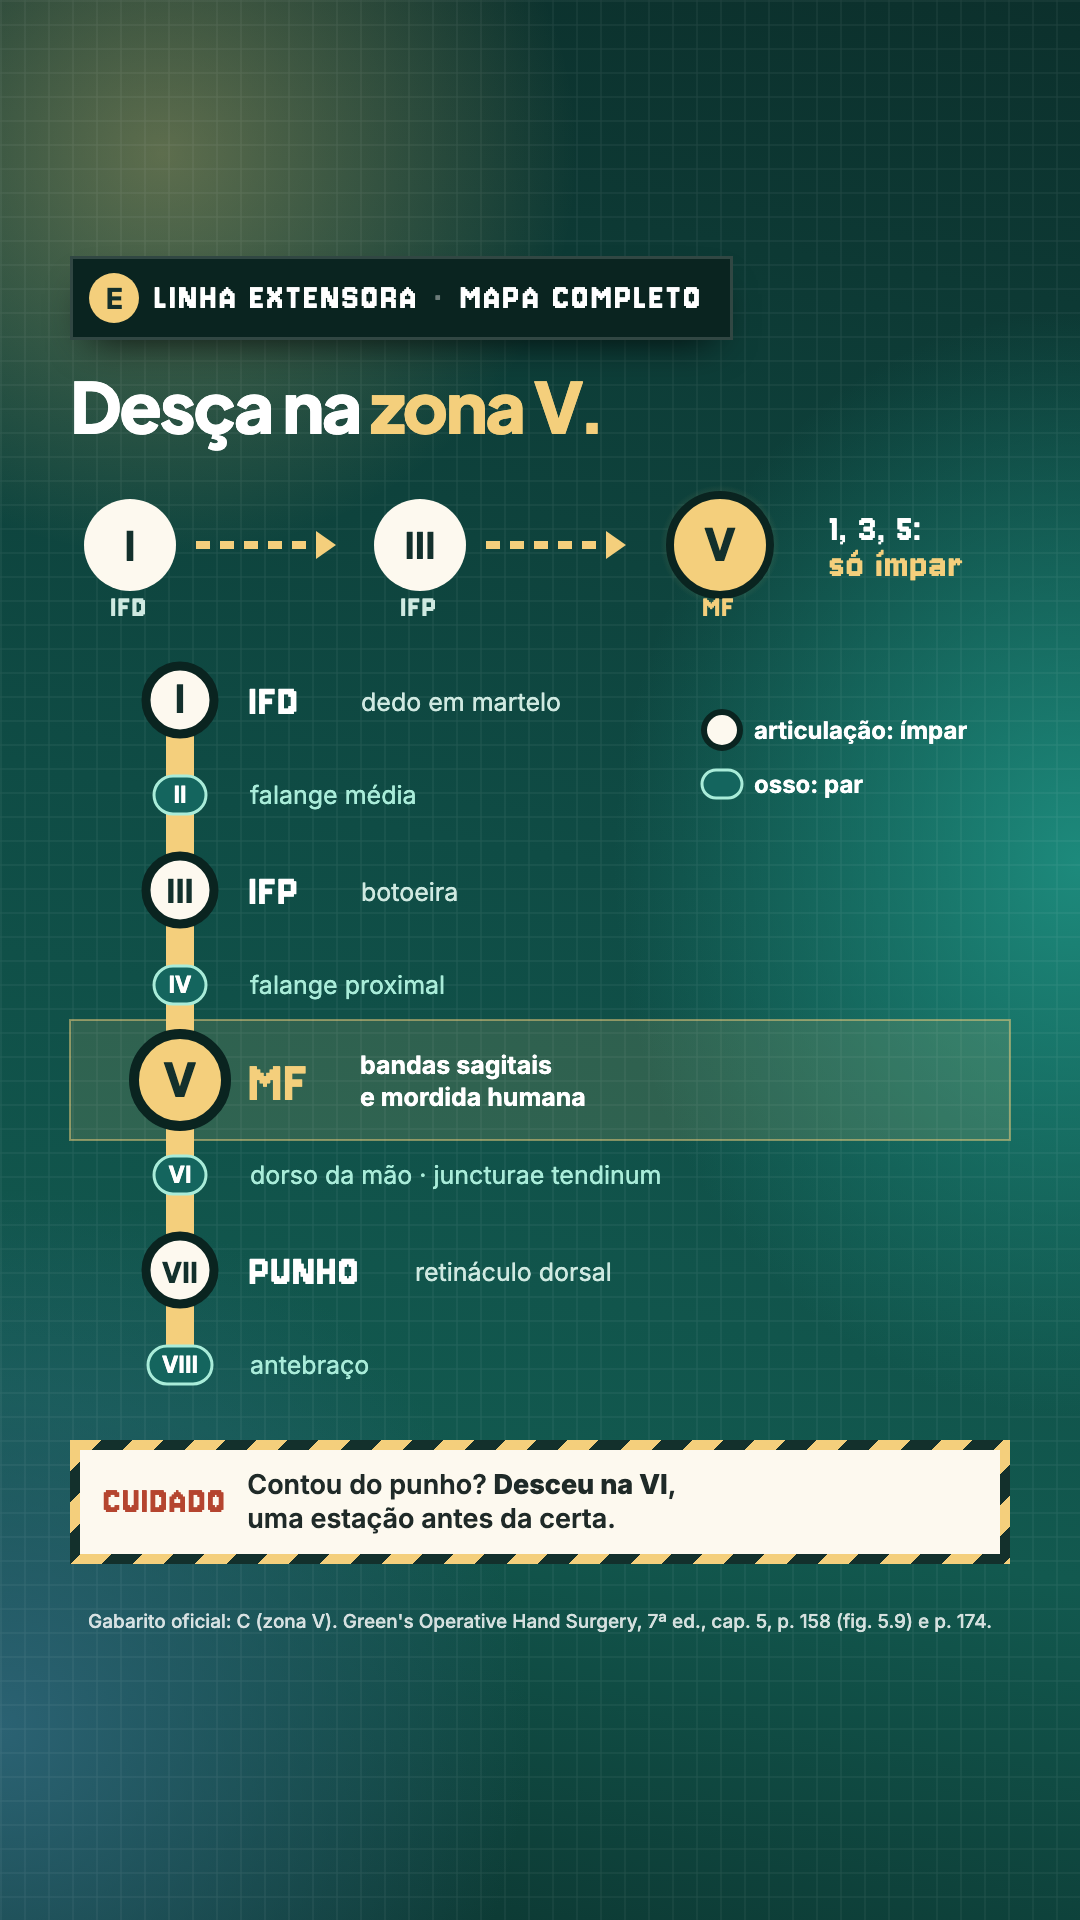 E LINHA EXTENSORA · MAPA COMPLETO
Desça na zona V.
I III V
IFD IFP MF
1, 3, 5:
só ímpar
I IFD dedo em martelo
articulação: ímpar
II falange média
osso: par
III IFP botoeira
IV falange proximal
V MF bandas sagitais
e mordida humana
VI dorso da mão · juncturae tendinum
VII PUNHO retináculo dorsal
VIII antebraço
CUIDADO
Contou do punho? Desceu na VI,
uma estação antes da certa.
Gabarito oficial: C (zona V). Green's Operative Hand Surgery, 7ª ed., cap. 5, p. 158 (fig. 5.9) e p. 174.